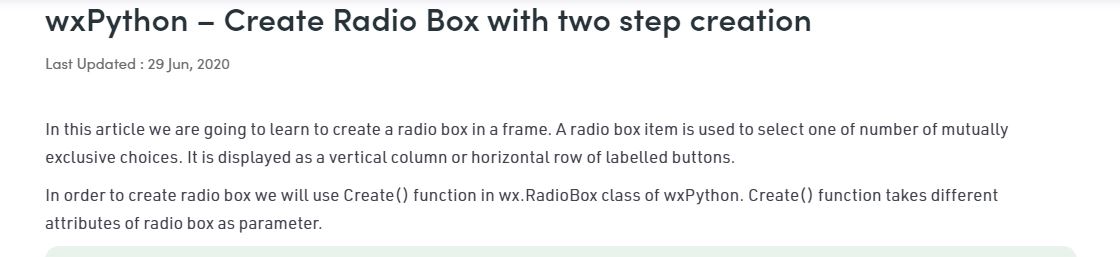 wxPython – Create Radio Box with two step creation
Last Updated : 29 Jun, 2020
In this article we are going to learn to create a radio box in a frame. A radio box item is used to select one of number of mutually
exclusive choices. It is displayed as a vertical column or horizontal row of labelled buttons.
In order to create radio box we will use Create() function in wx.RadioBox class of wxPython. Create() function takes different
attributes of radio box as parameter.